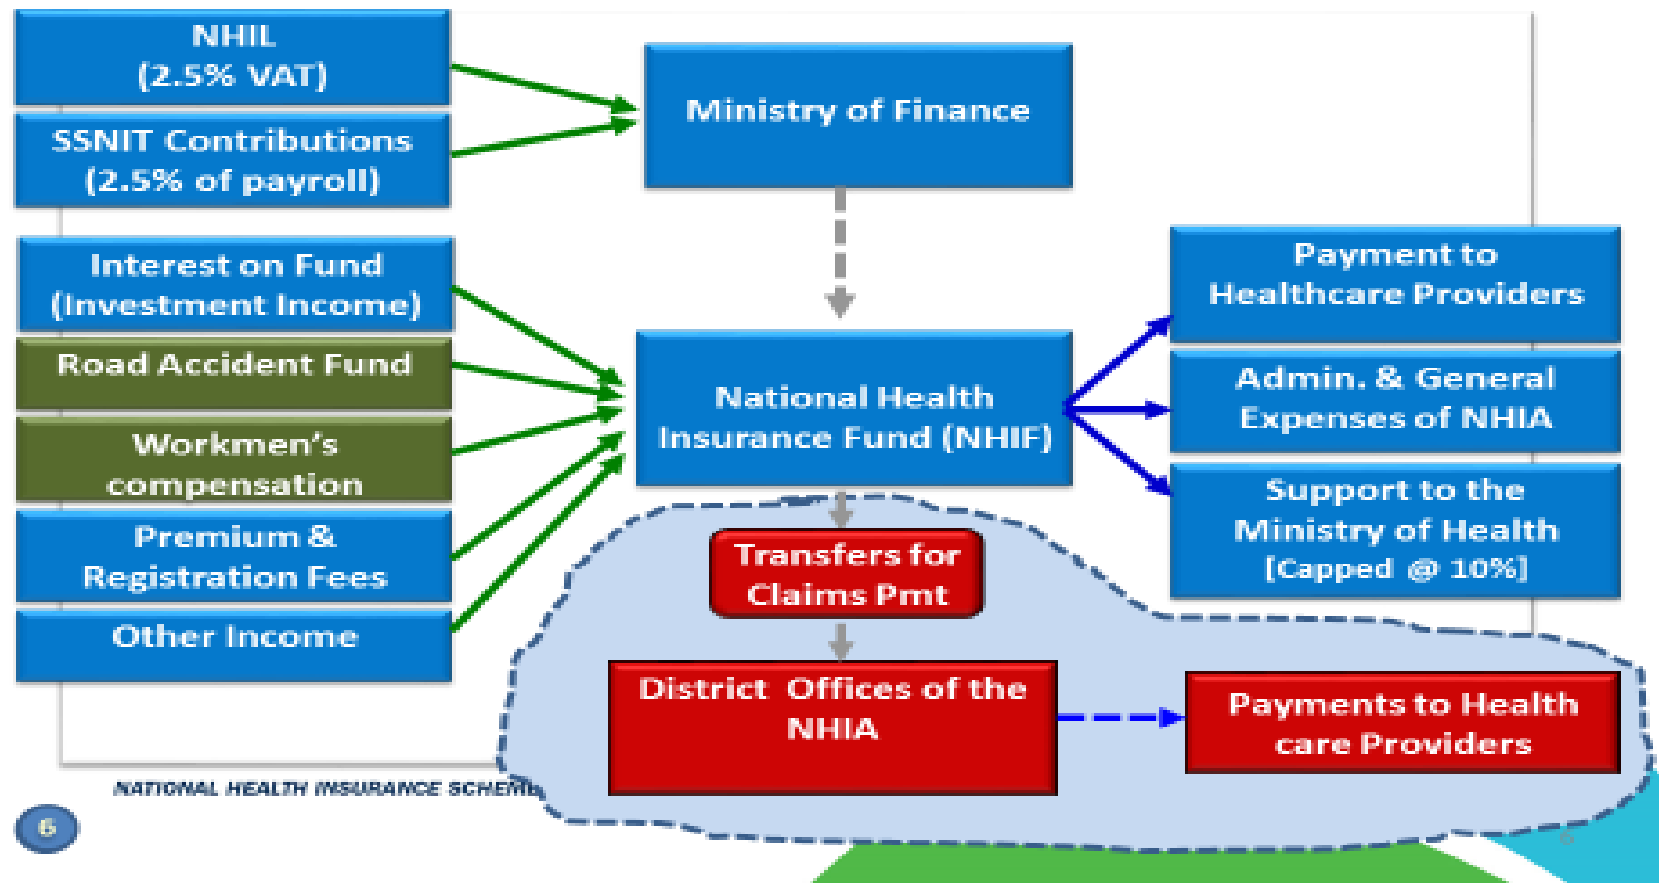 NHIL
(2.5% VAT)
SSNIT Contributions
(2.5% of payroll)
Interest on Fund
(Investment Income)
Road Accident Fund
Workmen's
compensation
Premium &
Registration Fees
Other Income
Ministry of Finance
National Health
Insurance Fund (NHIF)
Payment to
Healthcare Providers
Admin. & General
Expenses of NHIA
Support to the
Ministry of Health
[Capped @ 10%]
Transfers for
Claims Pmt
District Offices of the
NHIA
Payments to Health
care Providers
NATIONAL HEALTH INSURANCE SCHEME
6
6